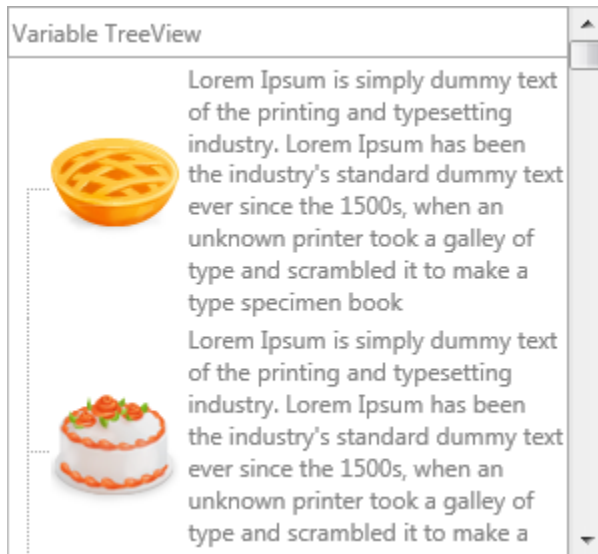 Variable TreeView
Lorem Ipsum is simply dummy text
of the printing and typesetting
industry. Lorem Ipsum has been
the industry's standard dummy text
ever since the 1500s, when an
unknown printer took a galley of
type and scrambled it to make a
type specimen book
Lorem Ipsum is simply dummy text
of the printing and typesetting
industry. Lorem Ipsum has been
the industry's standard dummy text
ever since the 1500s, when an
unknown printer took a galley of
type and scrambled it to make a